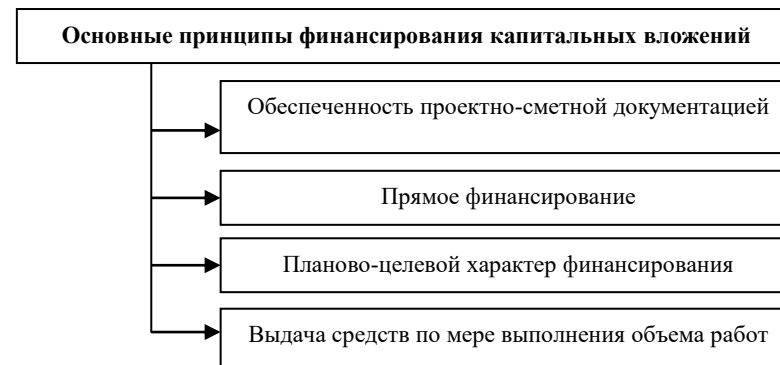 Основные принципы финансирования капитальных вложений
Обеспеченность проектно-сметной документацией
Прямое финансирование
Планово-целевой характер финансирования
Выдача средств по мере выполнения объема работ